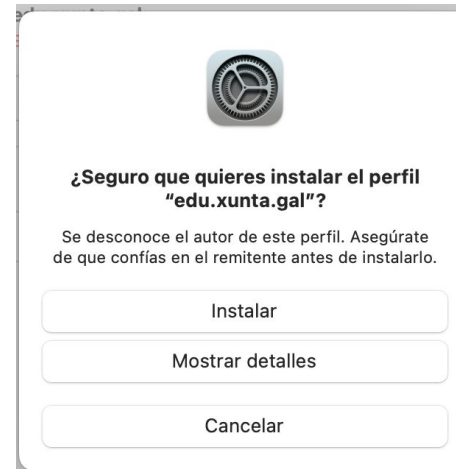 ¿Seguro que quieres instalar el perfil
“edu.xunta.gal”?
Se desconoce el autor de este perfil. Asegúrate
de que confías en el remitente antes de instalarlo.
Instalar
Mostrar detalles
Cancelar